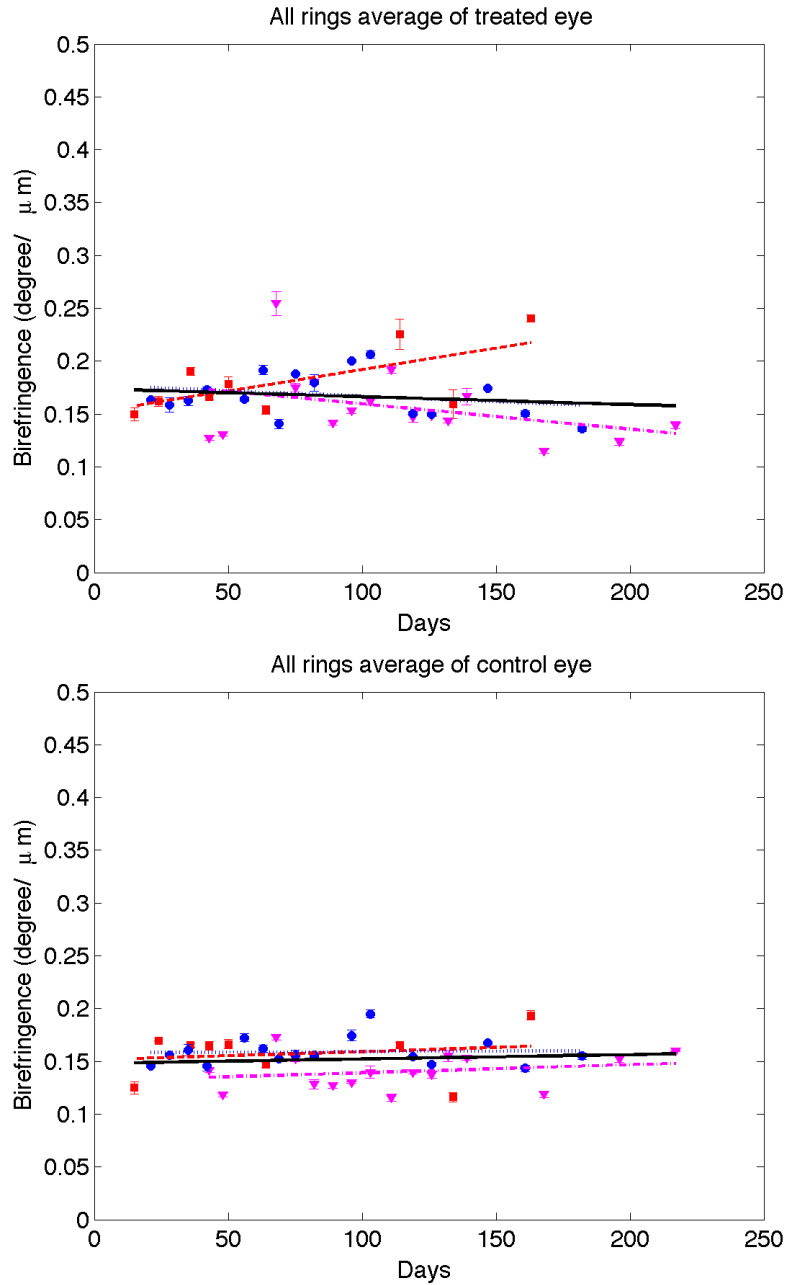 All rings average of treated eye
0.5
0.45
0.4
0.35
0.3
0.25
0.2
0.15
0.1
0.05
0
Birefringence (degree/ μ m)
0 50 100 150 200 250
Days
All rings average of control eye
0.5
0.45
0.4
0.35
0.3
0.25
0.2
0.15
0.1
0.05
0
Birefringence (degree/ μ m)
0 50 100 150 200 250
Days